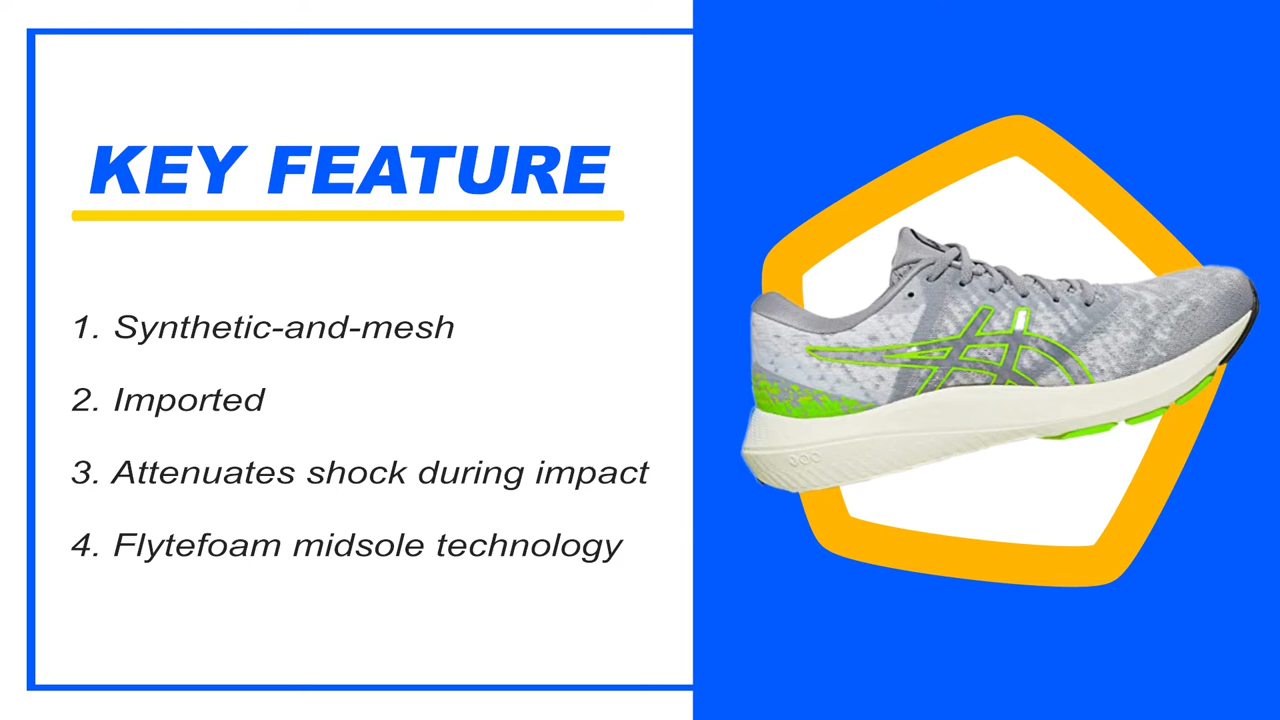 KEY FEATURE
1. Synthetic-and-mesh
2. Imported
3. Attenuates shock during impact
4. Flytefoam midsole technology